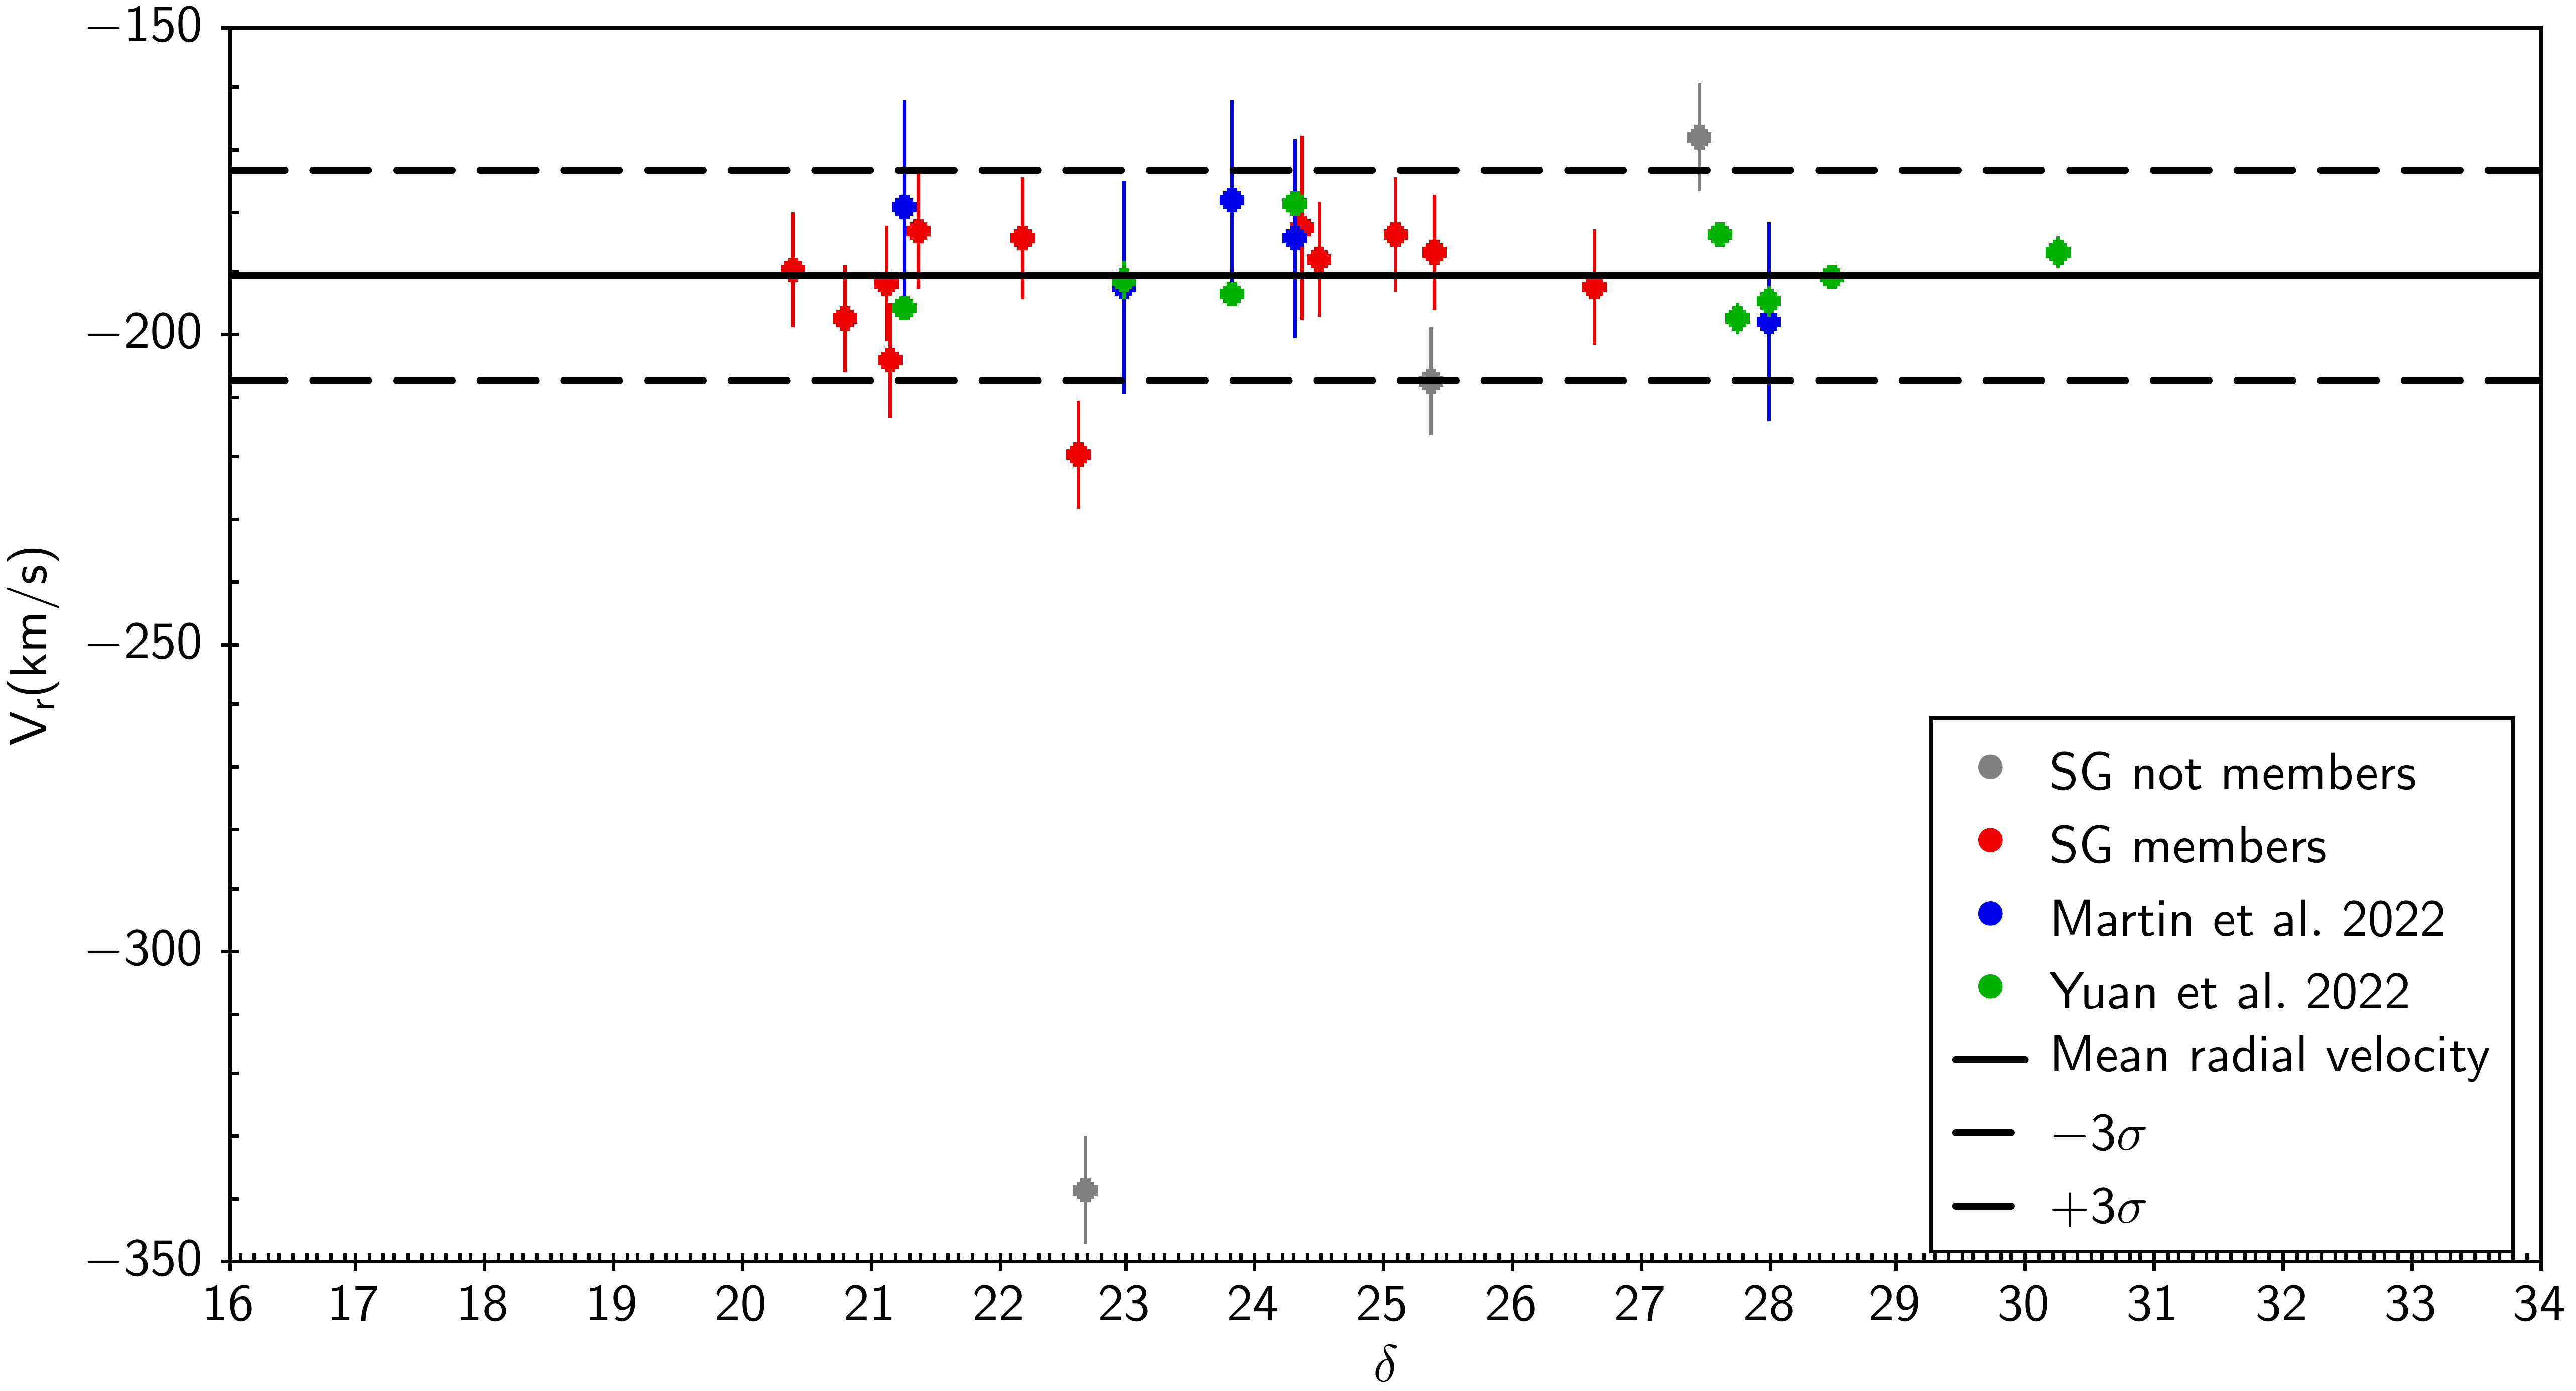 −150
−200
−250
−300
−350
V_r(km/s)
16 17 18 19 20 21 22 23 24 25 26 27 28 29 30 31 32 33 34
δ
SG not members
SG members
Martin et al. 2022
Yuan et al. 2022
Mean radial velocity
−3σ
+3σ